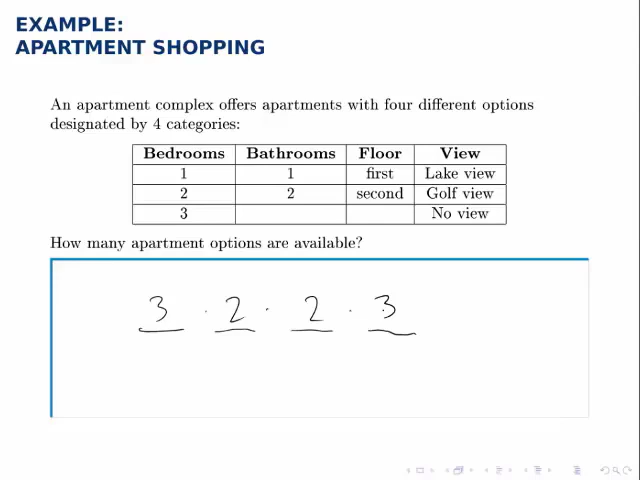 EXAMPLE:
APARTMENT SHOPPING
An apartment complex offers apartments with four different options
designated by 4 categories:
Bedrooms Bathrooms Floor View
1 1 first Lake view
2 2 second Golf view
3 No view
How many apartment options are available?
3 · 2 · 2 · 3